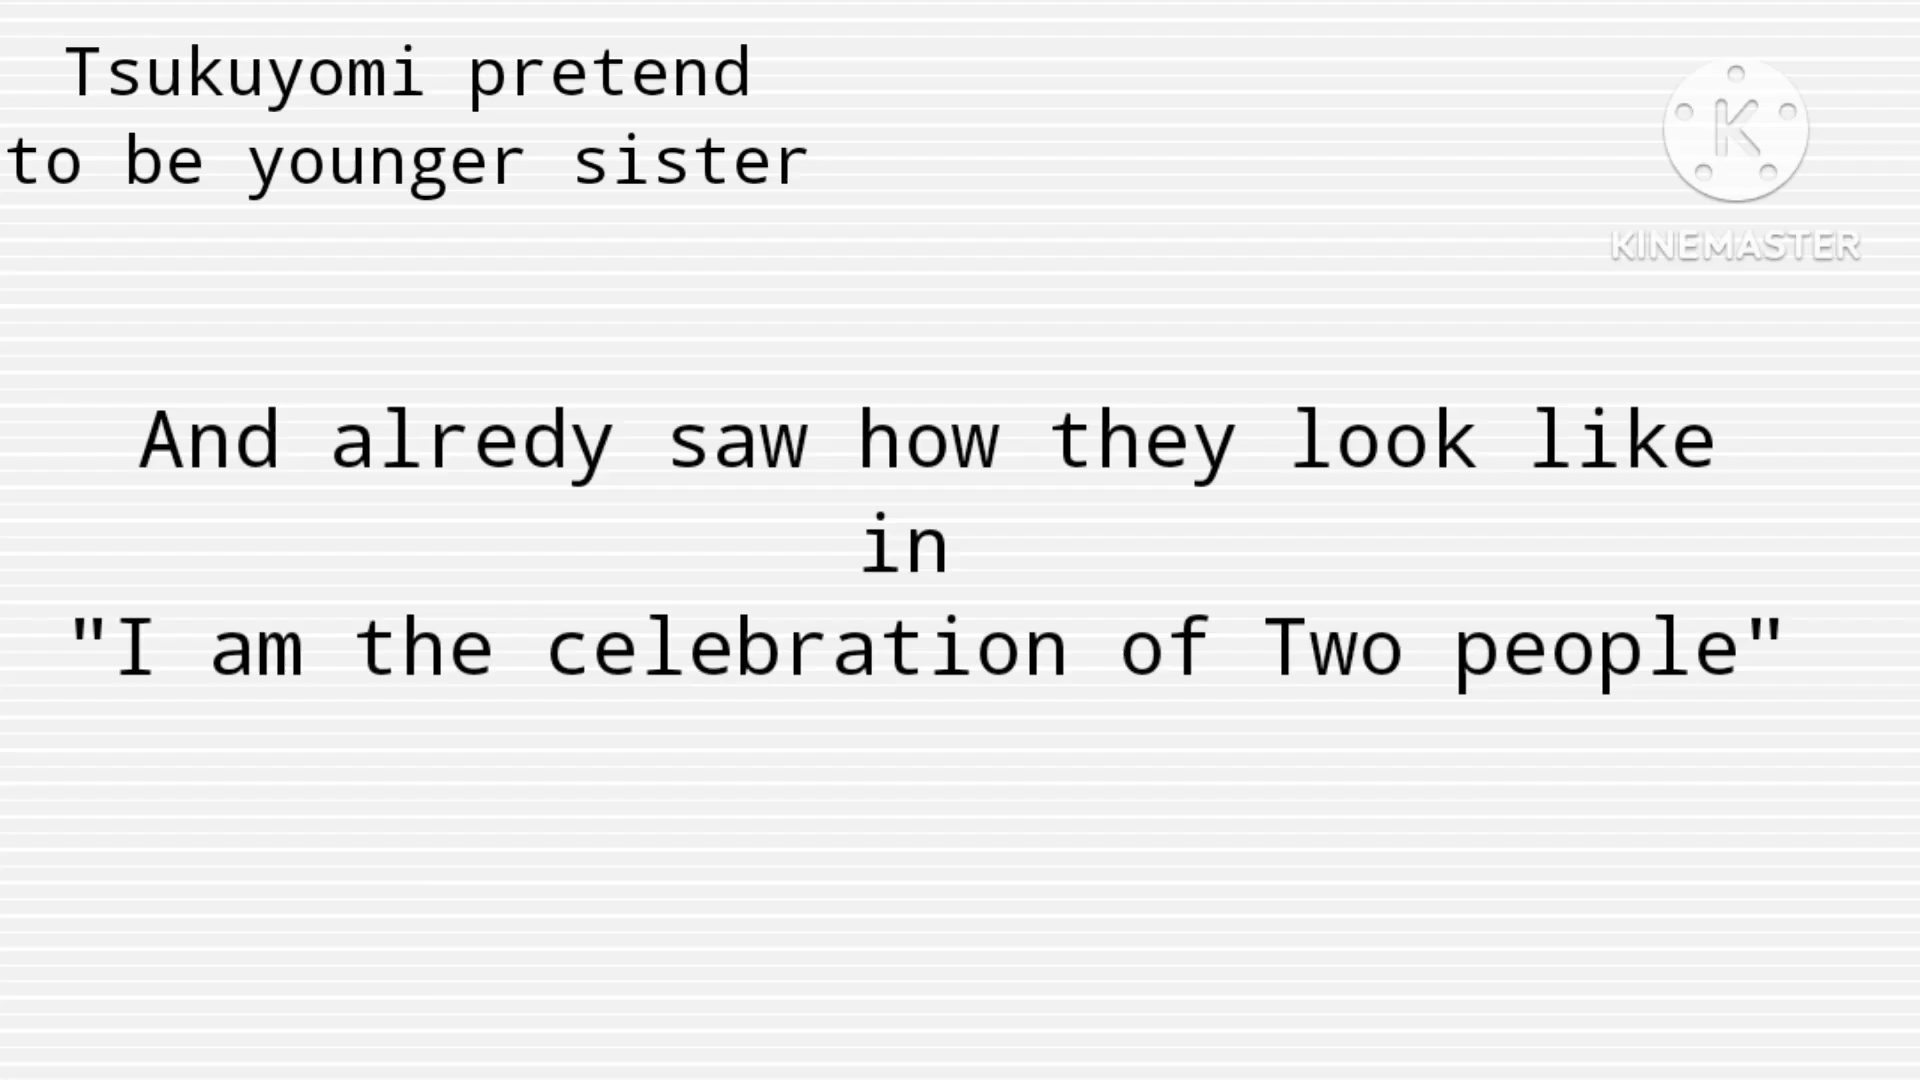 Tsukuyomi pretend
to be younger sister
K
KINEMASTER
And alredy saw how they look like
in
"I am the celebration of Two people"